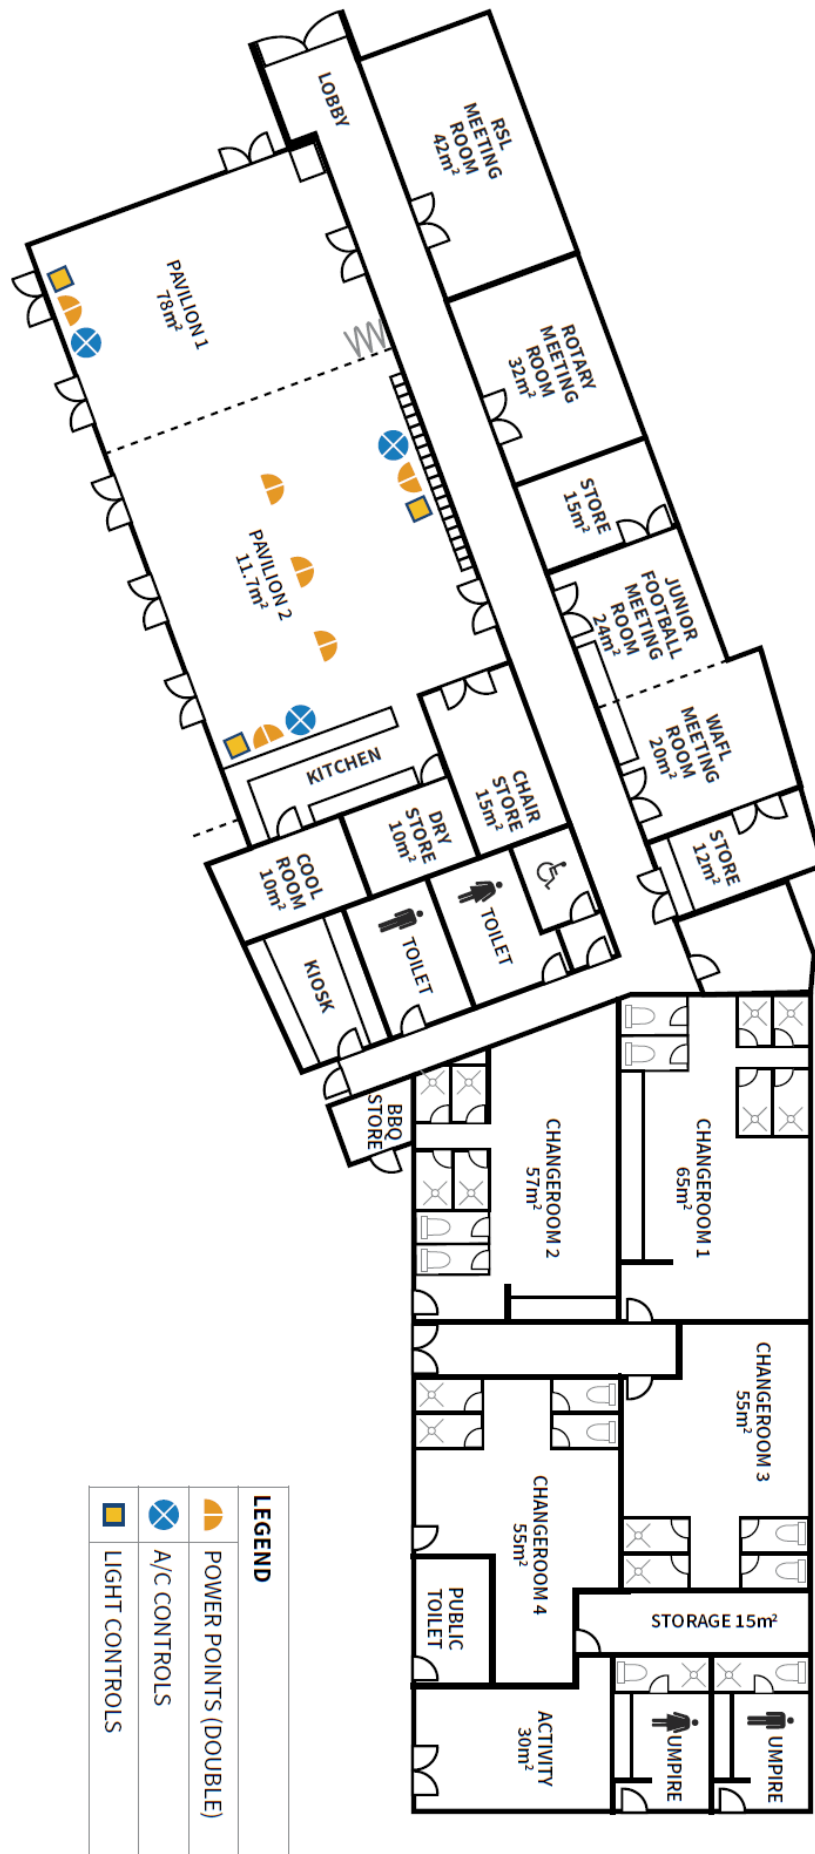 LOBBY
RSL
MEETING
ROOM
42m²
PAVILION 1
78m²
ROTARY
MEETING
ROOM
32m²
STORE
15m²
PAVILION 2
11.7m²
JUNIOR
FOOTBALL
MEETING
ROOM
24m²
WAFL
MEETING
ROOM
20m²
KITCHEN
CHAIR
STORE
15m²
DRY
STORE
10m²
STORE
12m²
COOL
ROOM
10m²
TOILET
TOILET
KIOSK
BBQ
STORE
CHANGEROOM 2
57m²
CHANGEROOM 1
65m²
CHANGEROOM 3
55m²
CHANGEROOM 4
55m²
PUBLIC
TOILET
STORAGE 15m²
ACTIVITY
30m²
UMPIRE
UMPIRE
LEGEND
POWER POINTS (DOUBLE)
A/C CONTROLS
LIGHT CONTROLS